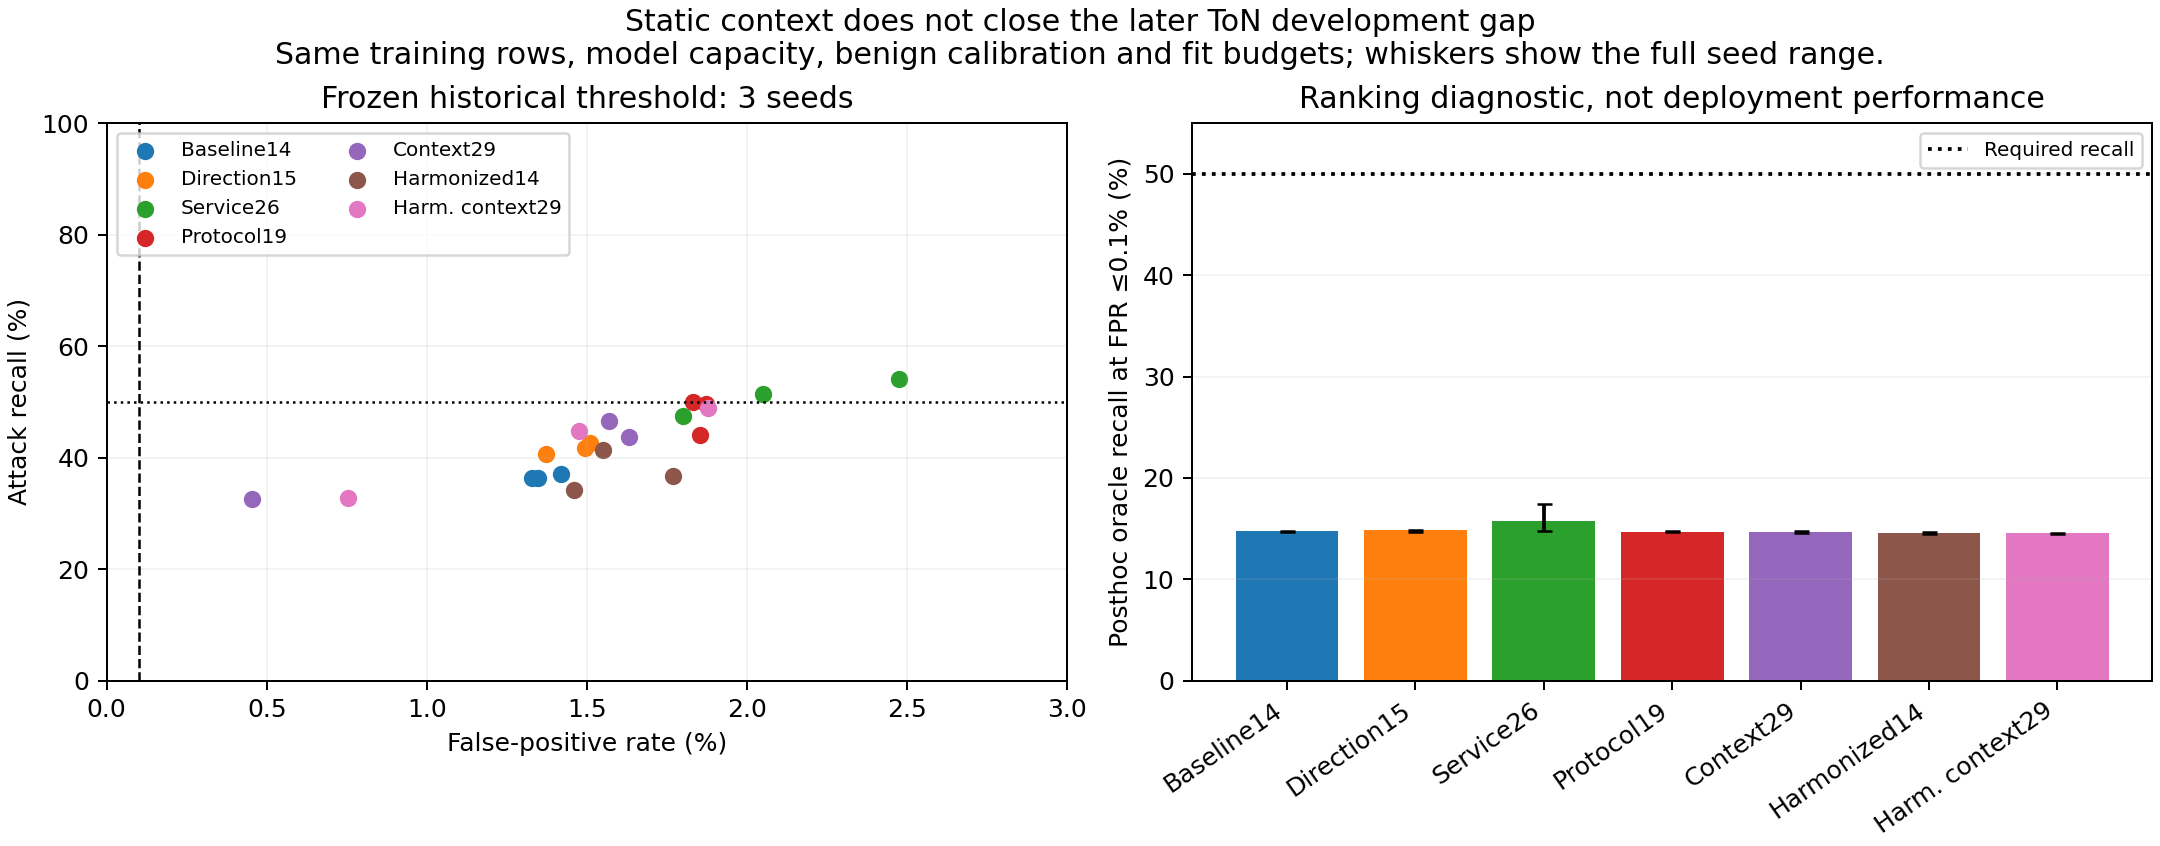 Static context does not close the later ToN development gap
Same training rows, model capacity, benign calibration and fit budgets; whiskers show the full seed range.
Frozen historical threshold: 3 seeds
Attack recall (%)
100
80
60
40
20
0
Baseline14
Direction15
Service26
Protocol19
Context29
Harmonized14
Harm. context29
0.0
0.5
1.0
1.5
2.0
2.5
3.0
False-positive rate (%)
Ranking diagnostic, not deployment performance
Posthoc oracle recall at FPR ≤0.1% (%)
50
40
30
20
10
0
Required recall
Baseline14
Direction15
Service26
Protocol19
Context29
Harmonized14
Harm. context29